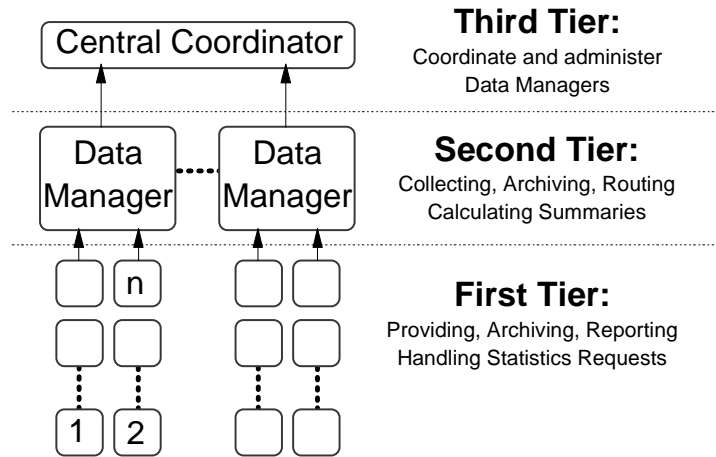 Central Coordinator
Third Tier:
Coordinate and administer
Data Managers
Data
Manager
Data
Manager
Second Tier:
Collecting, Archiving, Routing
Calculating Summaries
n
First Tier:
Providing, Archiving, Reporting
Handling Statistics Requests
1
2